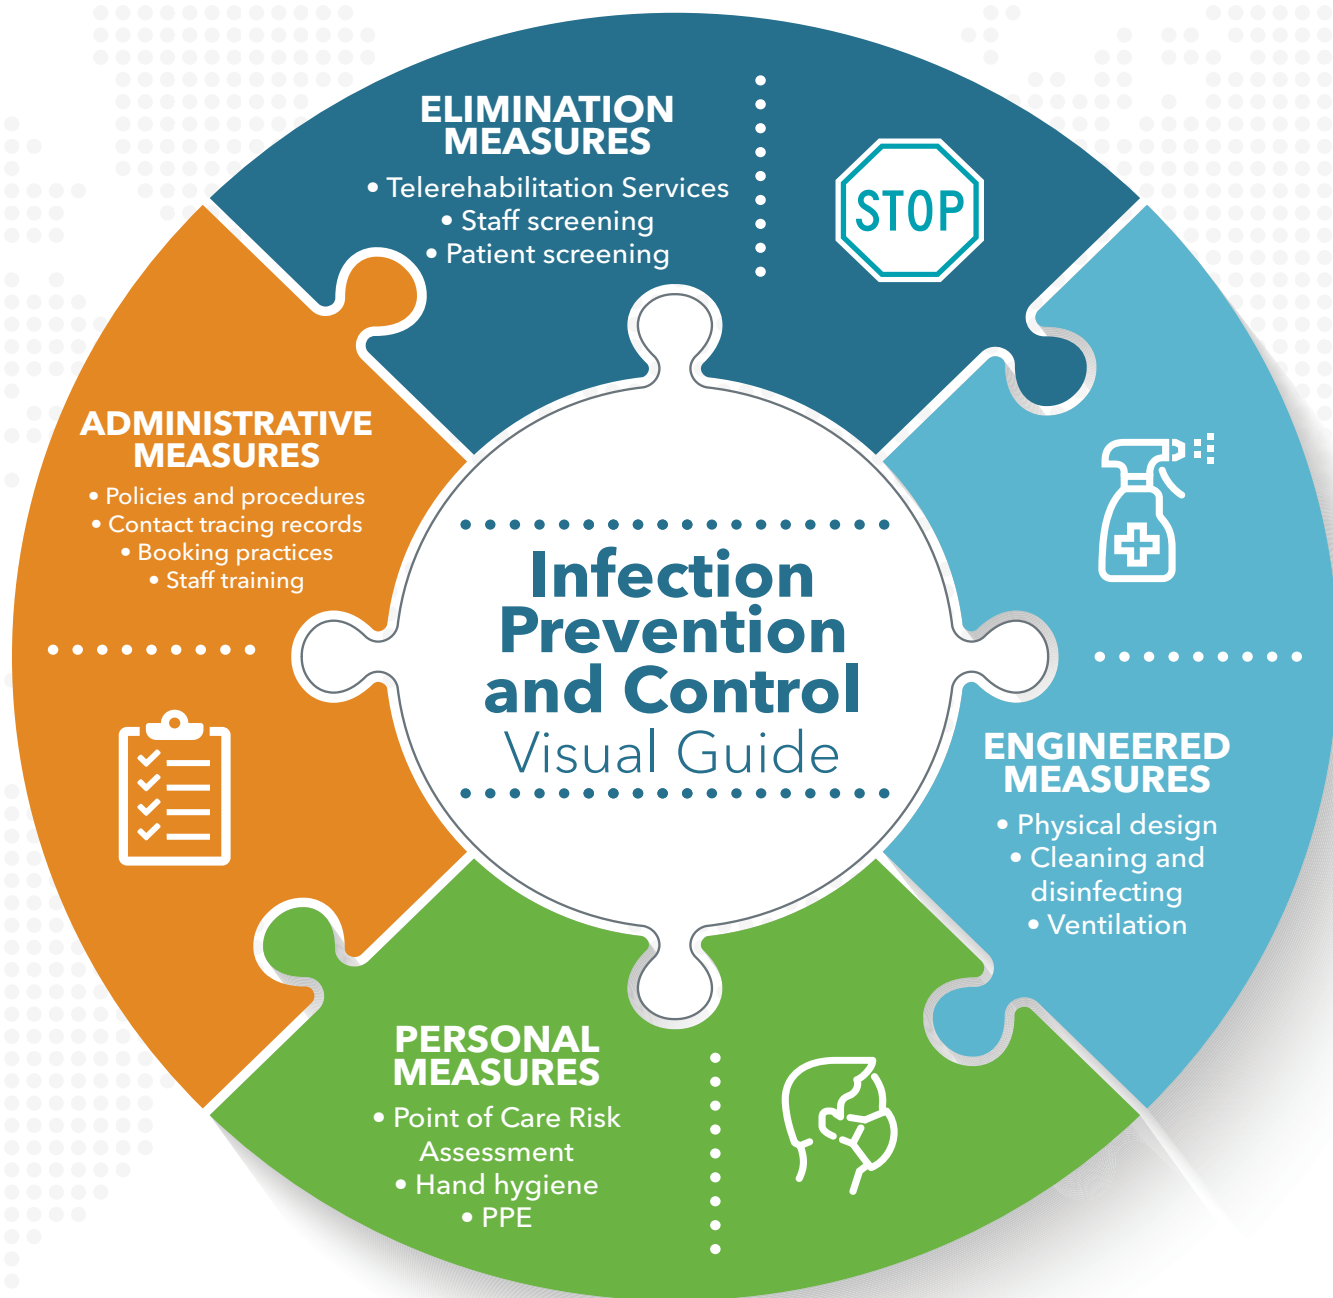 ELIMINATION
MEASURES
• Telerehabilitation Services
• Staff screening
• Patient screening
STOP
ADMINISTRATIVE
MEASURES
• Policies and procedures
• Contact tracing records
• Booking practices
• Staff training
Infection
Prevention
and Control
Visual Guide
ENGINEERED
MEASURES
• Physical design
• Cleaning and
disinfecting
• Ventilation
PERSONAL
MEASURES
• Point of Care Risk
Assessment
• Hand hygiene
• PPE